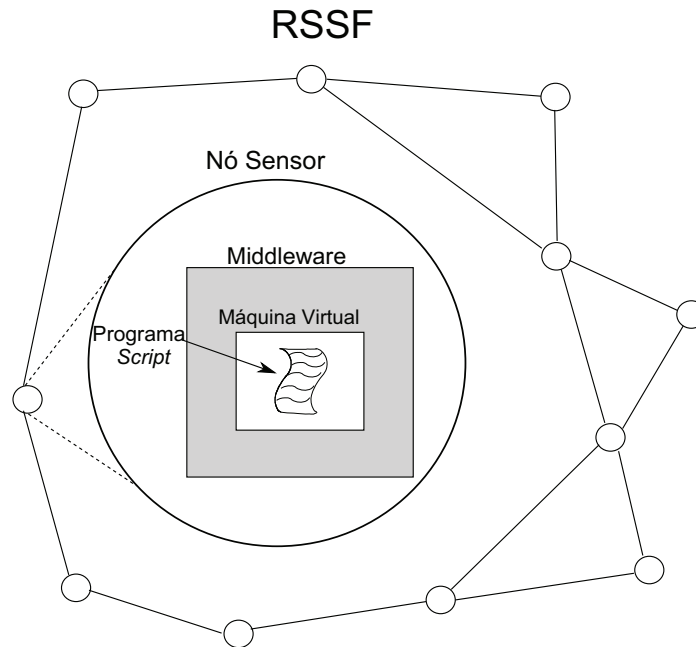 RSSF
Nó Sensor
Middleware
Máquina Virtual
Programa
Script